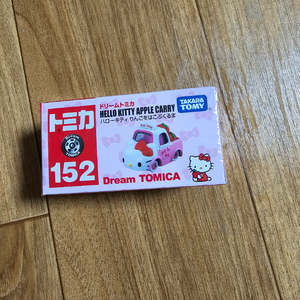 トミカ
152
ドリームトミカ
HELLO KITTY APPLE CARRY
ハローキティ りんごをはこぶくるま
TAKARA
TOMY
Dream TOMICA